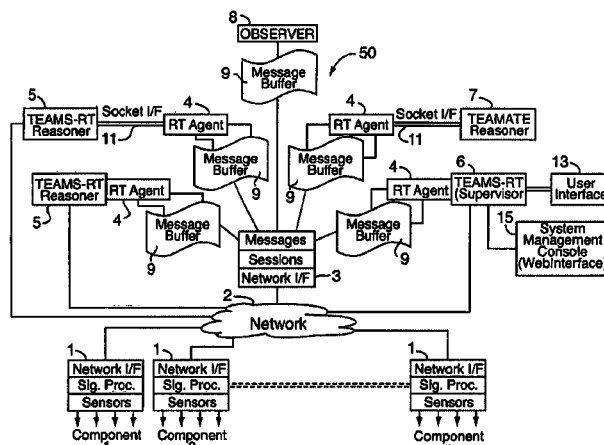 8
OBSERVER
50
9
Message
Buffer
5
TEAMS-RT
Reasoner
Socket I/F
11
4
RT Agent
Message
Buffer
9
4
RT Agent
Socket I/F
11
7
TEAMATE
Reasoner
Message
Buffer
9
TEAMS-RT
Reasoner
5
RT Agent
4
Message
Buffer
9
4
RT Agent
6
TEAMS-RT
(Supervisor
13
User
Interface
Message
Buffer
9
15
System
Management
Console
(WebInterface)
Messages
Sessions
Network I/F
3
2
Network
1
Network I/F
Sig. Proc.
Sensors
Component
1
Network I/F
Sig. Proc.
Sensors
Component
1
Network I/F
Sig. Proc.
Sensors
Component